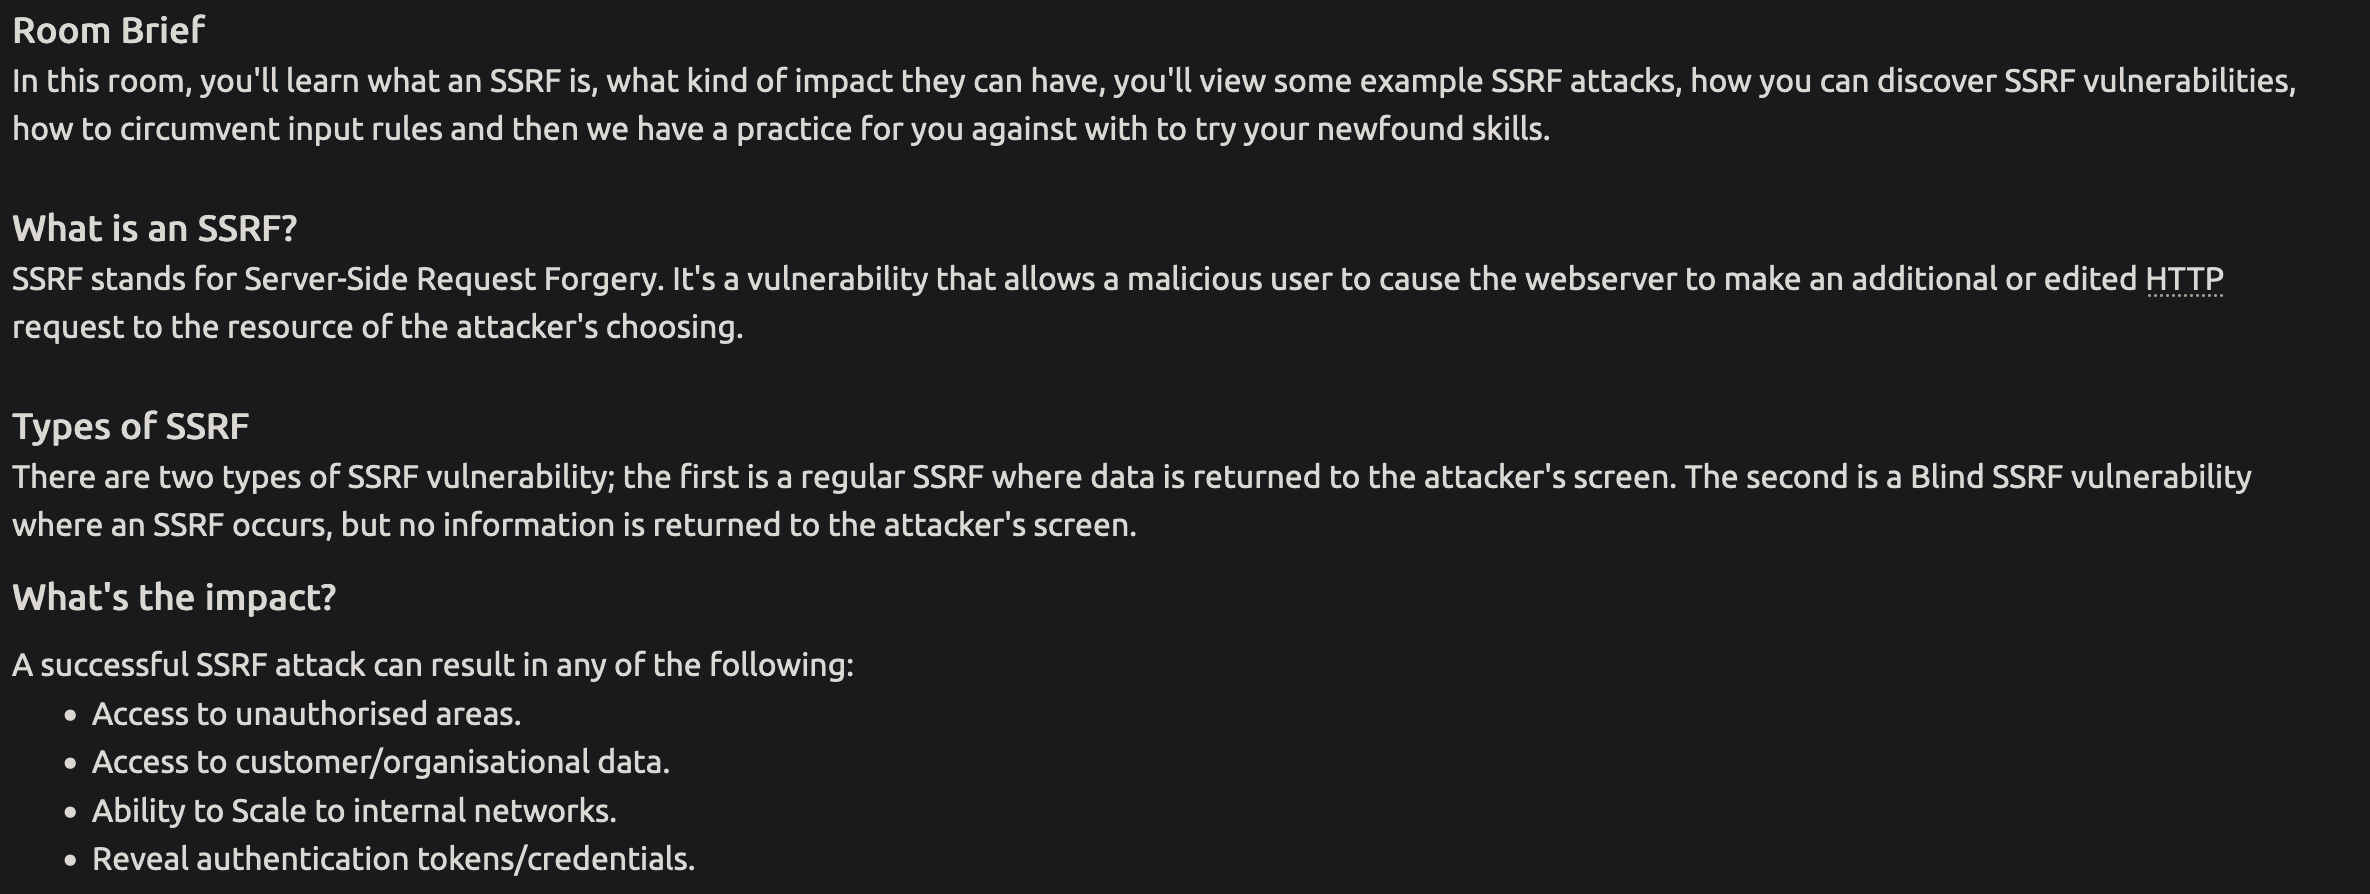 Room Brief
In this room, you'll learn what an SSRF is, what kind of impact they can have, you'll view some example SSRF attacks, how you can discover SSRF vulnerabilities,
how to circumvent input rules and then we have a practice for you against with to try your newfound skills.
What is an SSRF?
SSRF stands for Server-Side Request Forgery. It's a vulnerability that allows a malicious user to cause the webserver to make an additional or edited HTTP
request to the resource of the attacker's choosing.
Types of SSRF
There are two types of SSRF vulnerability; the first is a regular SSRF where data is returned to the attacker's screen. The second is a Blind SSRF vulnerability
where an SSRF occurs, but no information is returned to the attacker's screen.
What's the impact?
A successful SSRF attack can result in any of the following:
• Access to unauthorised areas.
• Access to customer/organisational data.
• Ability to Scale to internal networks.
• Reveal authentication tokens/credentials.